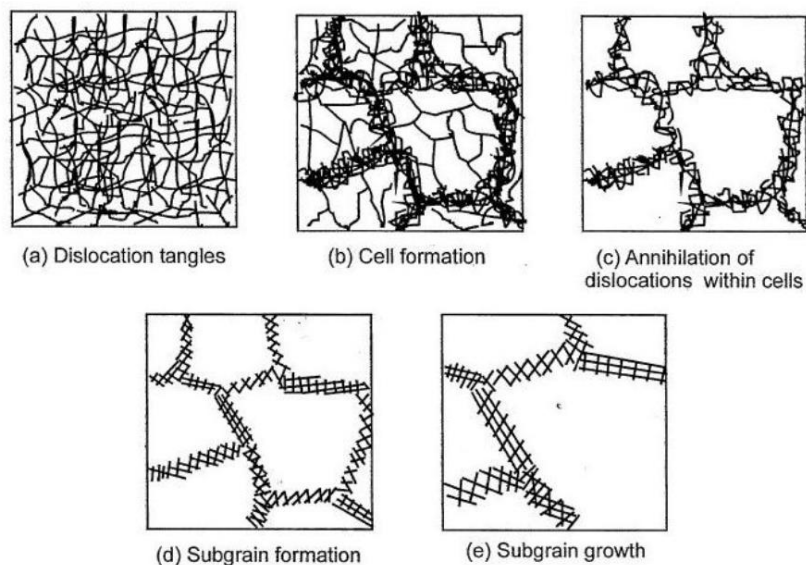 (a) Dislocation tangles
(b) Cell formation
(c) Annihilation of
dislocations within cells
(d) Subgrain formation
(e) Subgrain growth